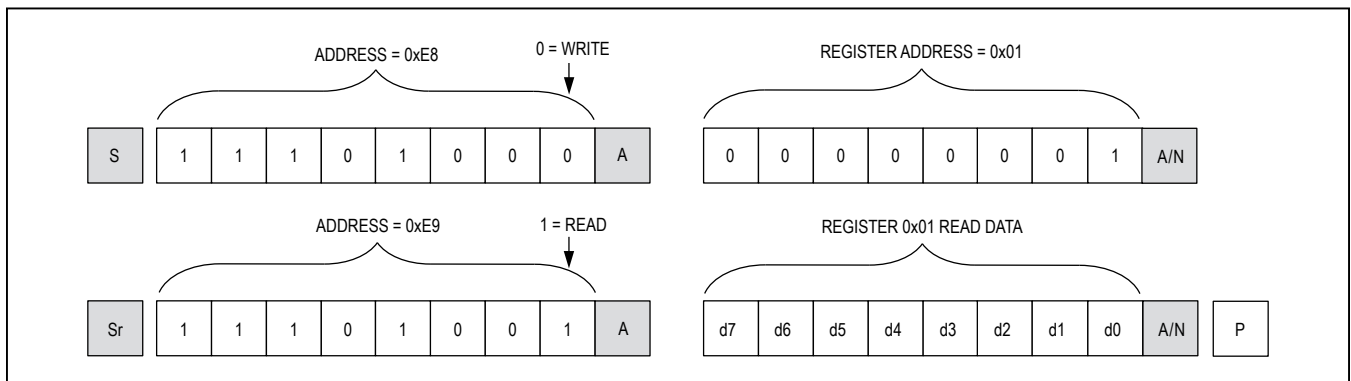 ADDRESS = 0xE8 0 = WRITE REGISTER ADDRESS = 0x01
S 1 1 1 0 1 0 0 0 A 0 0 0 0 0 0 0 1 A/N
ADDRESS = 0xE9 1 = READ REGISTER 0x01 READ DATA
Sr 1 1 1 0 1 0 0 1 A d7 d6 d5 d4 d3 d2 d1 d0 A/N P